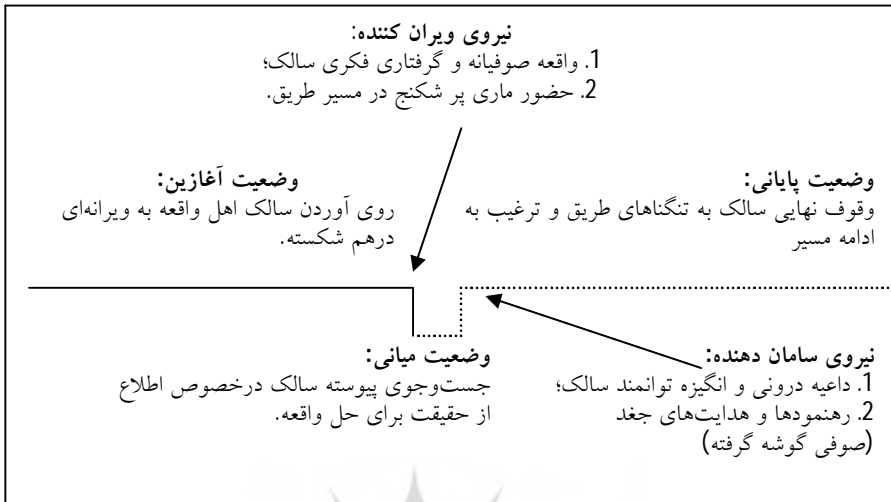 نیروی ویران کننده:
1. واقعه صوفیانه و گرفتاری فکری سالک؛
2. حضور ماری پر شکنج در مسیر طریق.
وضعیت آغازین:
روی آوردن سالک اهل واقعه به ویرانه‌ای
درهم شکسته.
وضعیت پایانی:
وقوف نهایی سالک به تنگناهای طریق و ترغیب به
ادامه مسیر
وضعیت میانی:
جست‌وجوی پیوسته سالک درخصوص اطلاع
از حقیقت برای حل واقعه.
نیروی سامان دهنده:
1. داعیه درونی و انگیزه توانمند سالک؛
2. رهنمودها و هدایت‌های جغد
(صوفی گوشه گرفته)